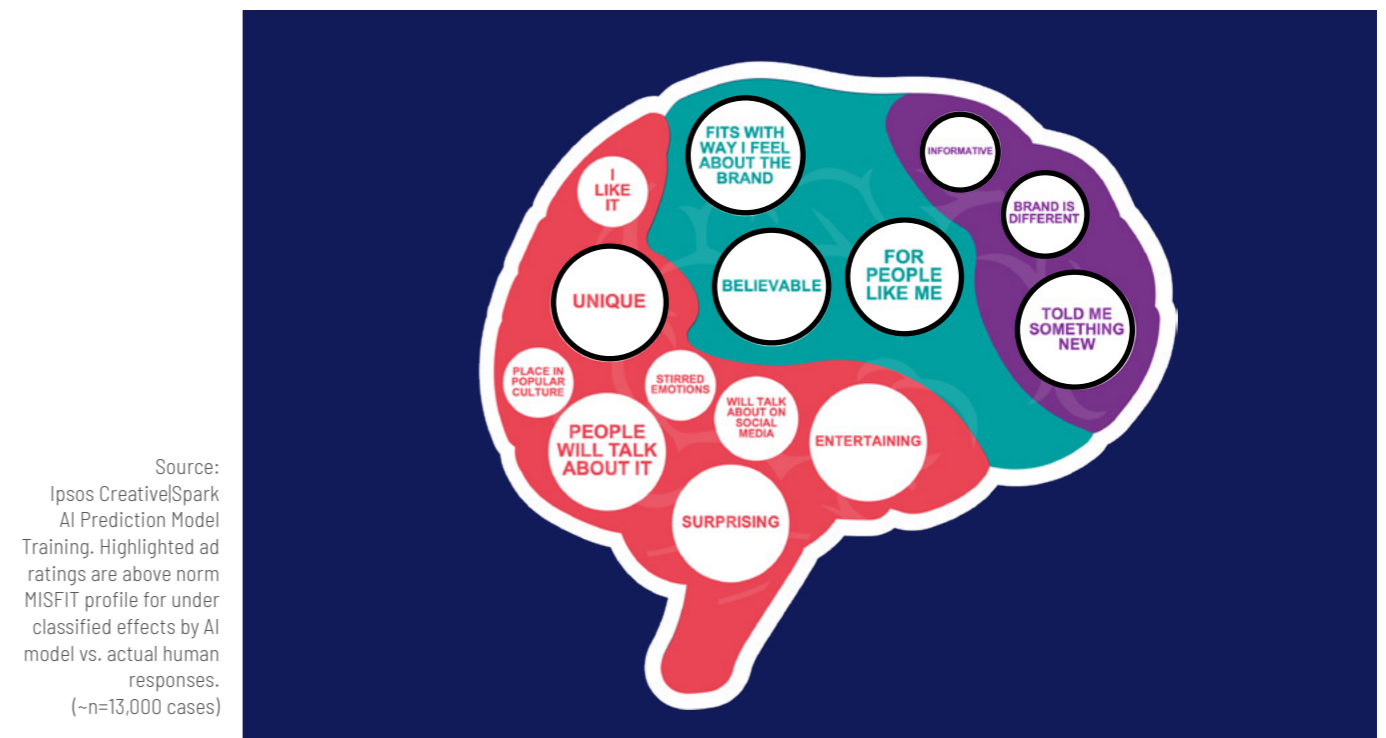 Source:
Ipsos Creative|Spark
AI Prediction Model
Training. Highlighted ad
ratings are above norm
MISFIT profile for under
classified effects by AI
model vs. actual human
responses.
(~n=13,000 cases)
I
LIKE
IT
UNIQUE
PLACE IN
POPULAR
CULTURE
STIRRED
EMOTIONS
PEOPLE
WILL TALK
ABOUT IT
WILL TALK
ABOUT ON
SOCIAL
MEDIA
ENTERTAINING
SURPRISING
FITS WITH
WAY I FEEL
ABOUT THE
BRAND
BELIEVABLE
FOR
PEOPLE
LIKE ME
INFORMATIVE
BRAND IS
DIFFERENT
TOLD ME
SOMETHING
NEW